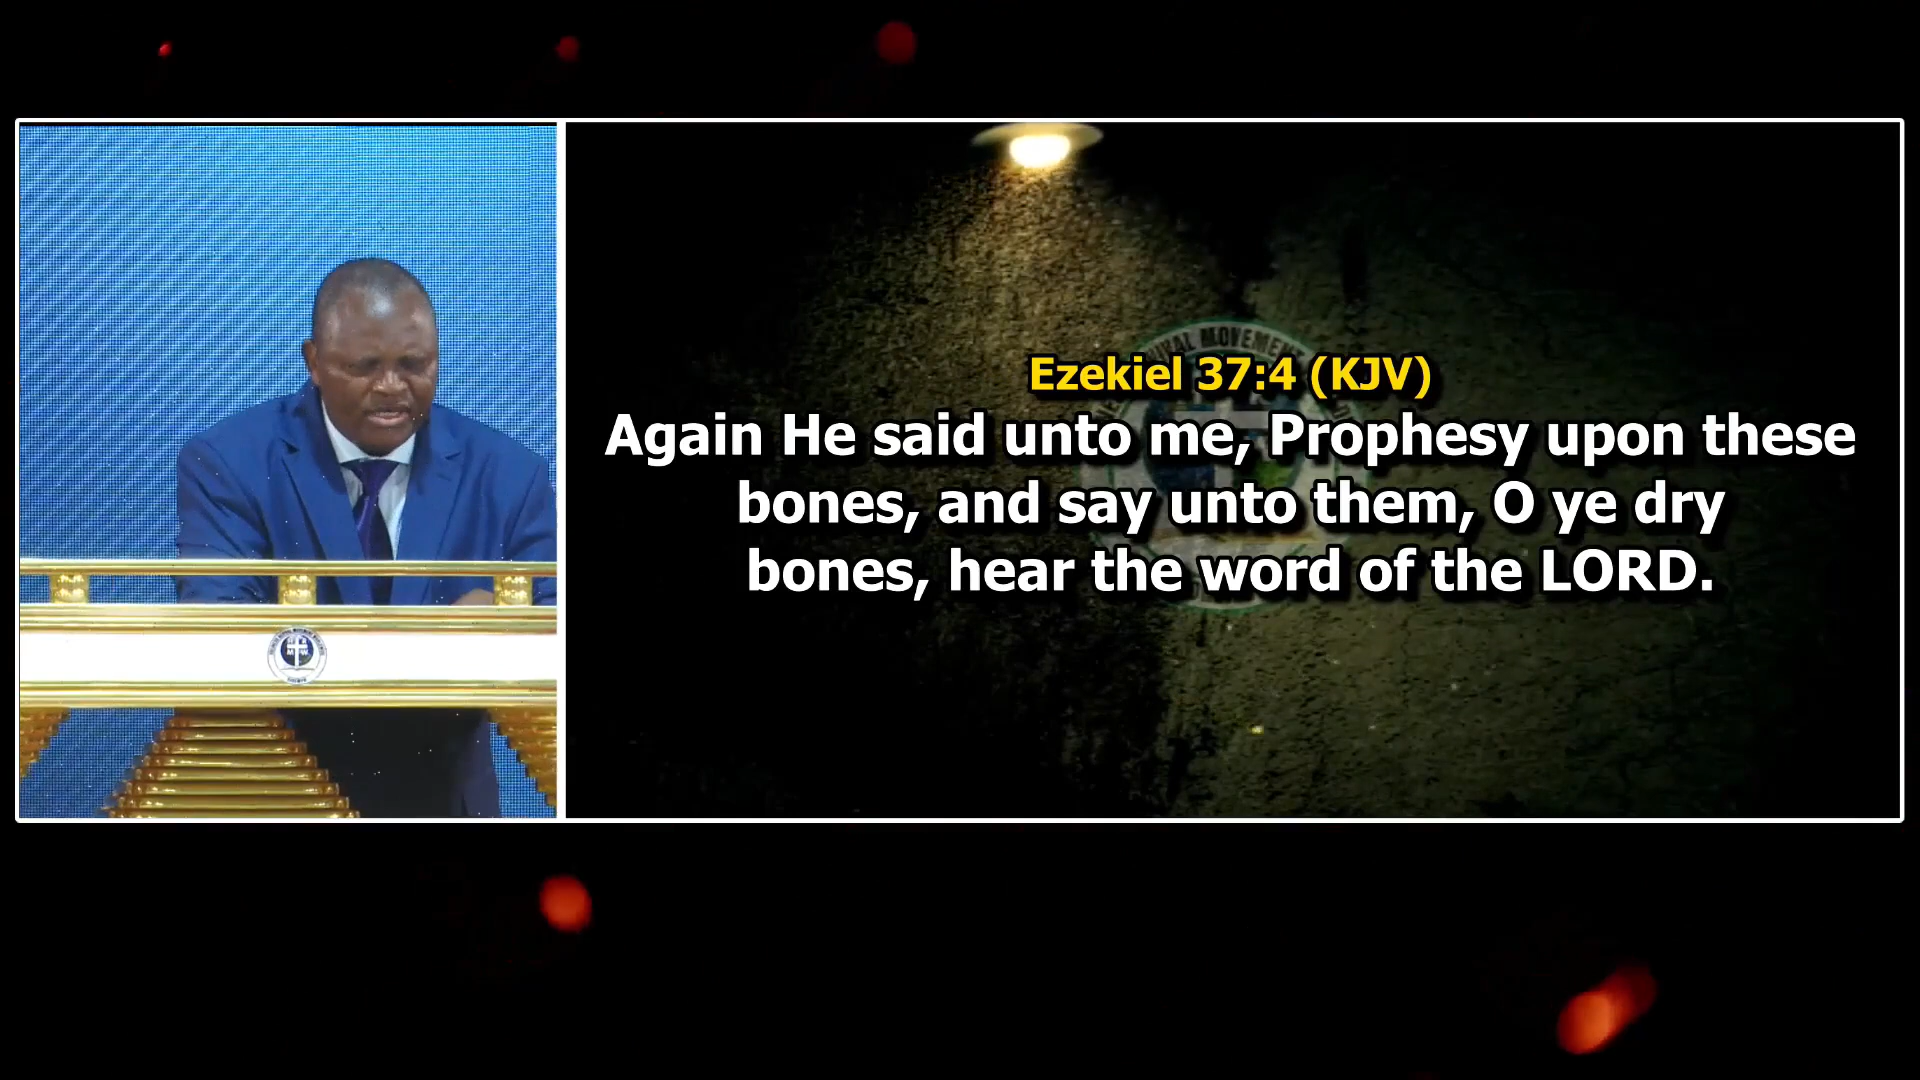 Ezekiel 37:4 (KJV)
Again He said unto me, Prophesy upon these
bones, and say unto them, O ye dry
bones, hear the word of the LORD.
MOVEMENT